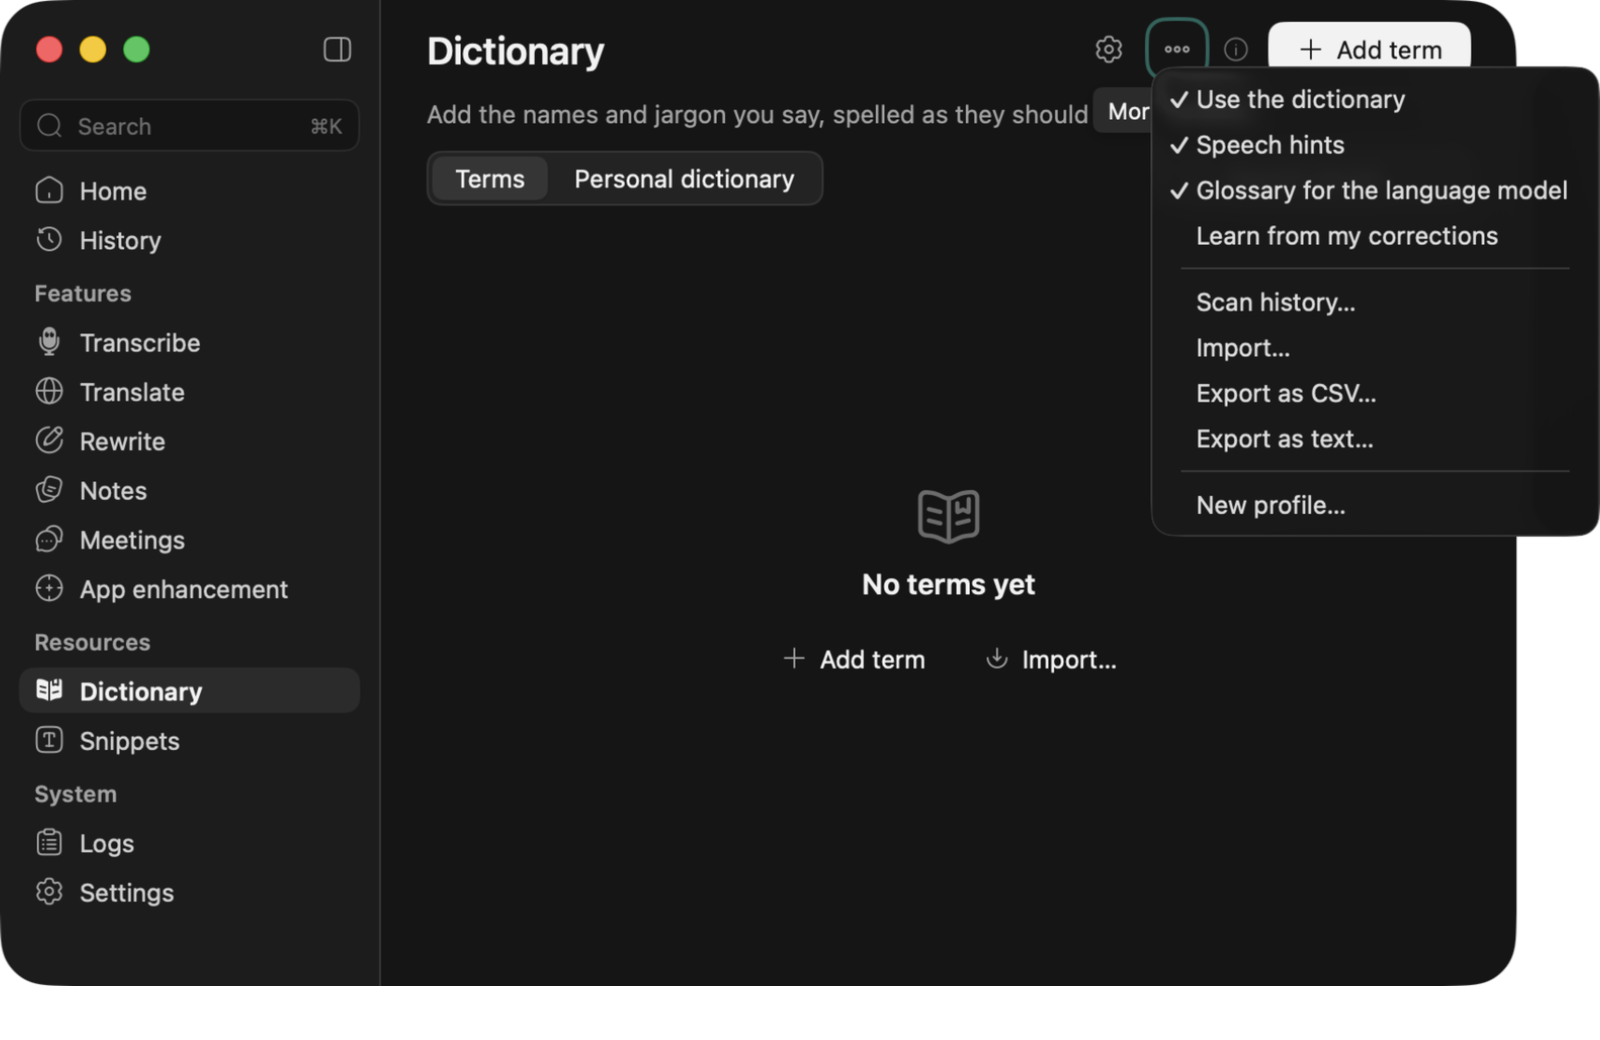 Dictionary
Add term
Search
⌘K
Add the names and jargon you say, spelled as they should
Terms
Personal dictionary
Use the dictionary
Speech hints
Glossary for the language model
Learn from my corrections
Scan history...
Import...
Export as CSV...
Export as text...
New profile...
Home
History
Features
Transcribe
Translate
Rewrite
Notes
Meetings
App enhancement
Resources
Dictionary
Snippets
System
Logs
Settings
No terms yet
Add term
Import...